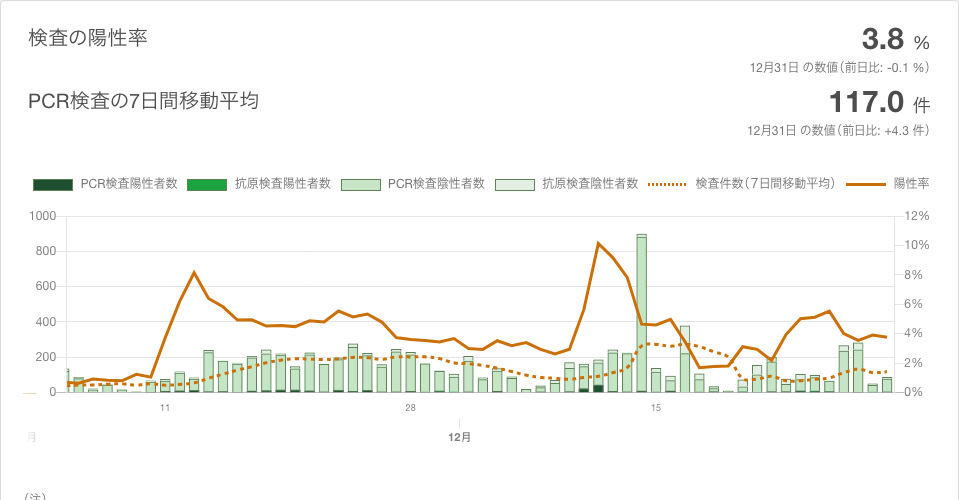 検査の陽性率
3.8 %
12月31日 の数値（前日比: -0.1 %）
PCR検査の7日間移動平均
117.0 件
12月31日 の数値（前日比: +4.3 件）
PCR検査陽性者数 抗原検査陽性者数 PCR検査陰性者数 抗原検査陰性者数 検査件数（7日間移動平均） 陽性率
1000 12%
10%
800
8%
600
6%
400
4%
200
2%
0 0%
11 28 15
月 12月
（注）